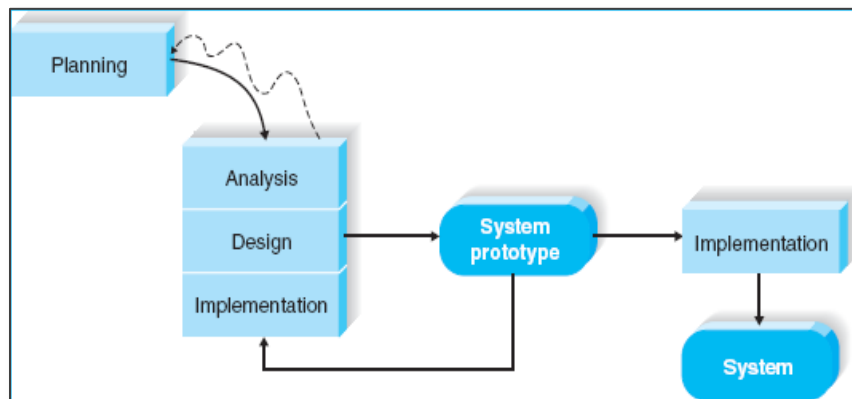 Planning
Analysis
Design
Implementation
System
prototype
Implementation
System